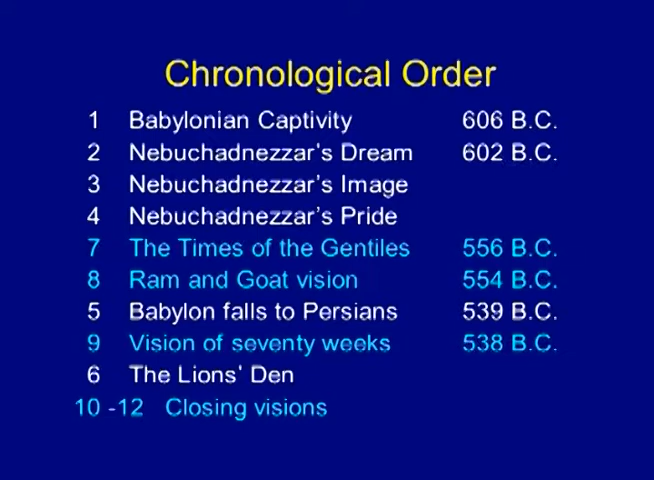 Chronological Order
1 Babylonian Captivity 606 B.C.
2 Nebuchadnezzar's Dream 602 B.C.
3 Nebuchadnezzar's Image
4 Nebuchadnezzar's Pride
7 The Times of the Gentiles 556 B.C.
8 Ram and Goat vision 554 B.C.
5 Babylon falls to Persians 539 B.C.
9 Vision of seventy weeks 538 B.C.
6 The Lions' Den
10 -12 Closing visions